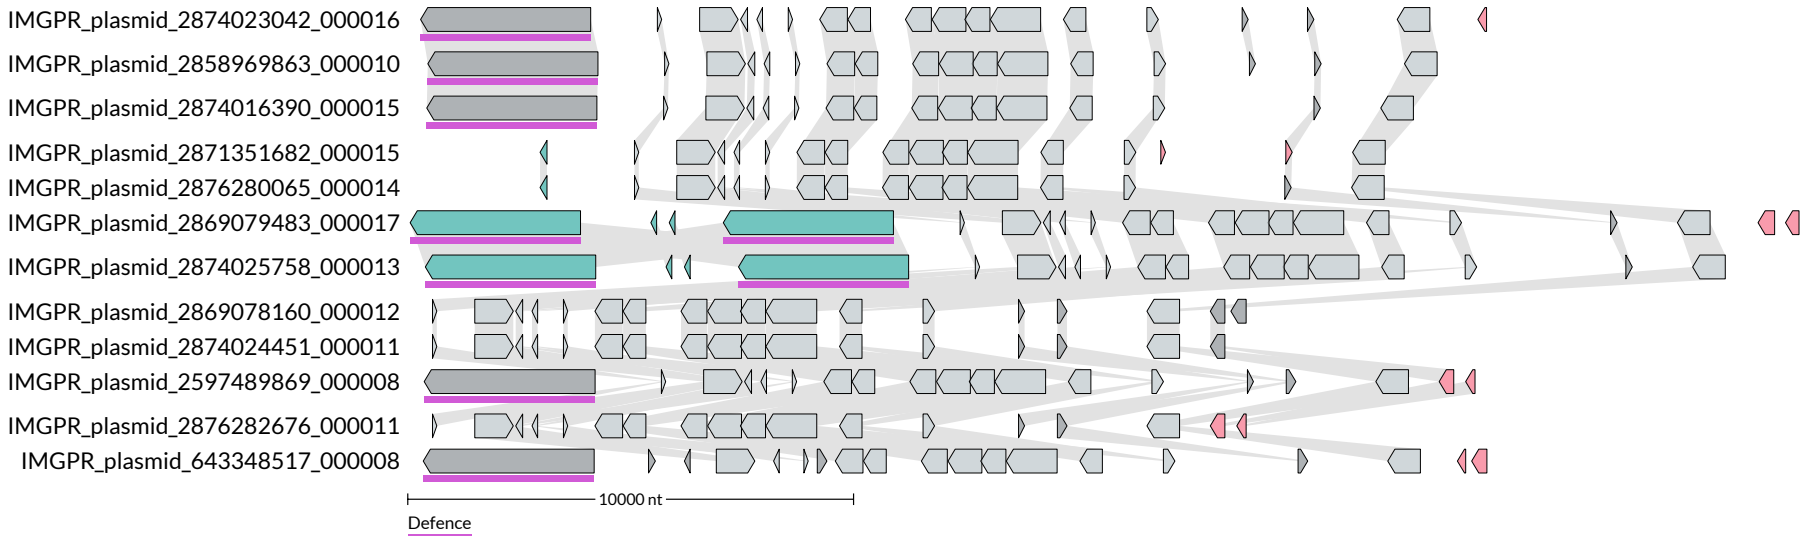 IMGPR_plasmid_2874023042_000016
IMGPR_plasmid_2858969863_000010
IMGPR_plasmid_2874016390_000015
IMGPR_plasmid_2871351682_000015
IMGPR_plasmid_2876280065_000014
IMGPR_plasmid_2869079483_000017
IMGPR_plasmid_2874025758_000013
IMGPR_plasmid_2869078160_000012
IMGPR_plasmid_2874024451_000011
IMGPR_plasmid_2597489869_000008
IMGPR_plasmid_2876282676_000011
IMGPR_plasmid_643348517_000008
10000 nt
Defence